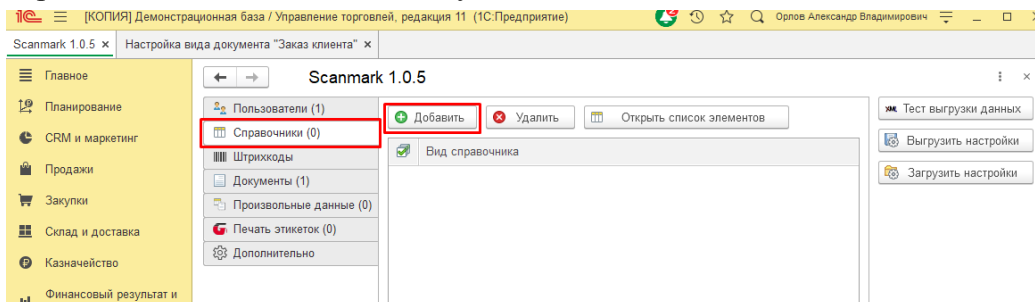 1С [КОПИЯ] Демонстрационная база / Управление торговлей, редакция 11 (1С:Предприятие) Орлов Александр Владимирович
Scanmark 1.0.5 × Настройка вида документа "Заказ клиента" ×
Главное
Планирование
CRM и маркетинг
Продажи
Закупки
Склад и доставка
Казначейство
Финансовый результат и
Scanmark 1.0.5
Пользователи (1)
Справочники (0)
Штрихкоды
Документы (1)
Произвольные данные (0)
Печать этикеток (0)
Дополнительно
Добавить Удалить Открыть список элементов
Вид справочника
XML Тест выгрузки данных
Выгрузить настройки
Загрузить настройки